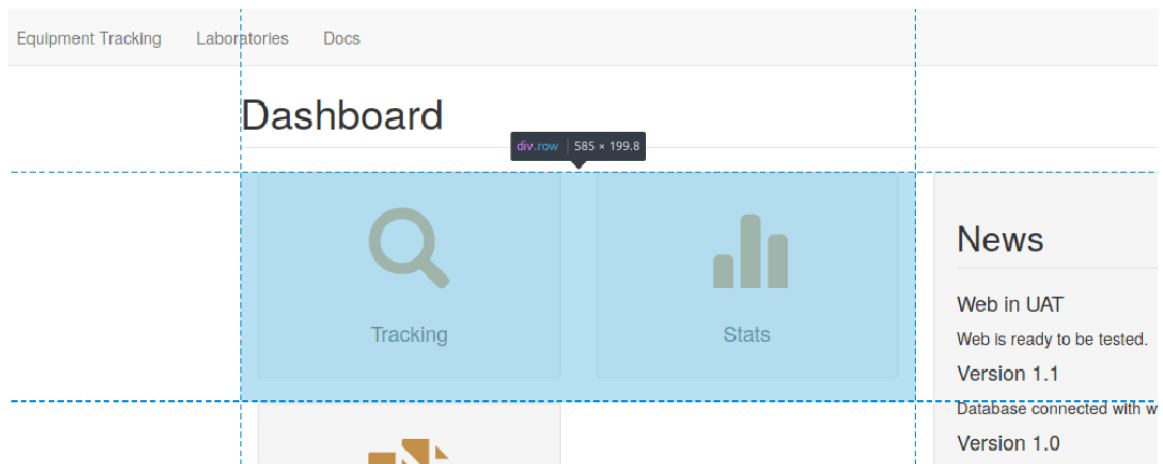 Equipment Tracking Laboratories Docs
Dashboard
div.row 585 × 199.8
Tracking
Stats
News
Web in UAT
Web is ready to be tested.
Version 1.1
Database connected with w
Version 1.0